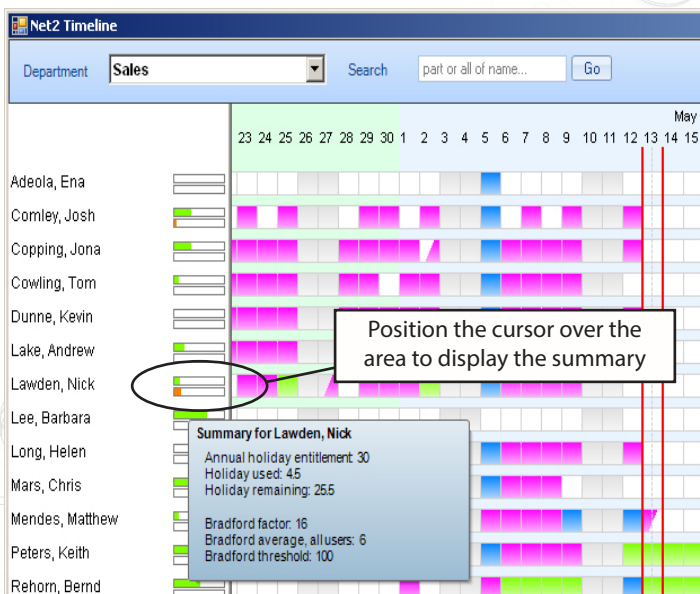 Net2 Timeline
Department Sales Search part or all of name... Go
May
23 24 25 26 27 28 29 30 1 2 3 4 5 6 7 8 9 10 11 12 13 14 15
Adeola, Ena
Comley, Josh
Copping, Jona
Cowling, Tom
Dunne, Kevin
Position the cursor over the
area to display the summary
Lake, Andrew
Lawden, Nick
Lee, Barbara
Summary for Lawden, Nick
Annual holiday entitlement: 30
Holiday used: 4.5
Holiday remaining: 25.5
Bradford factor: 16
Bradford average, all users: 6
Bradford threshold: 100
Long, Helen
Mars, Chris
Mendes, Matthew
Peters, Keith
Rehorn, Bernd